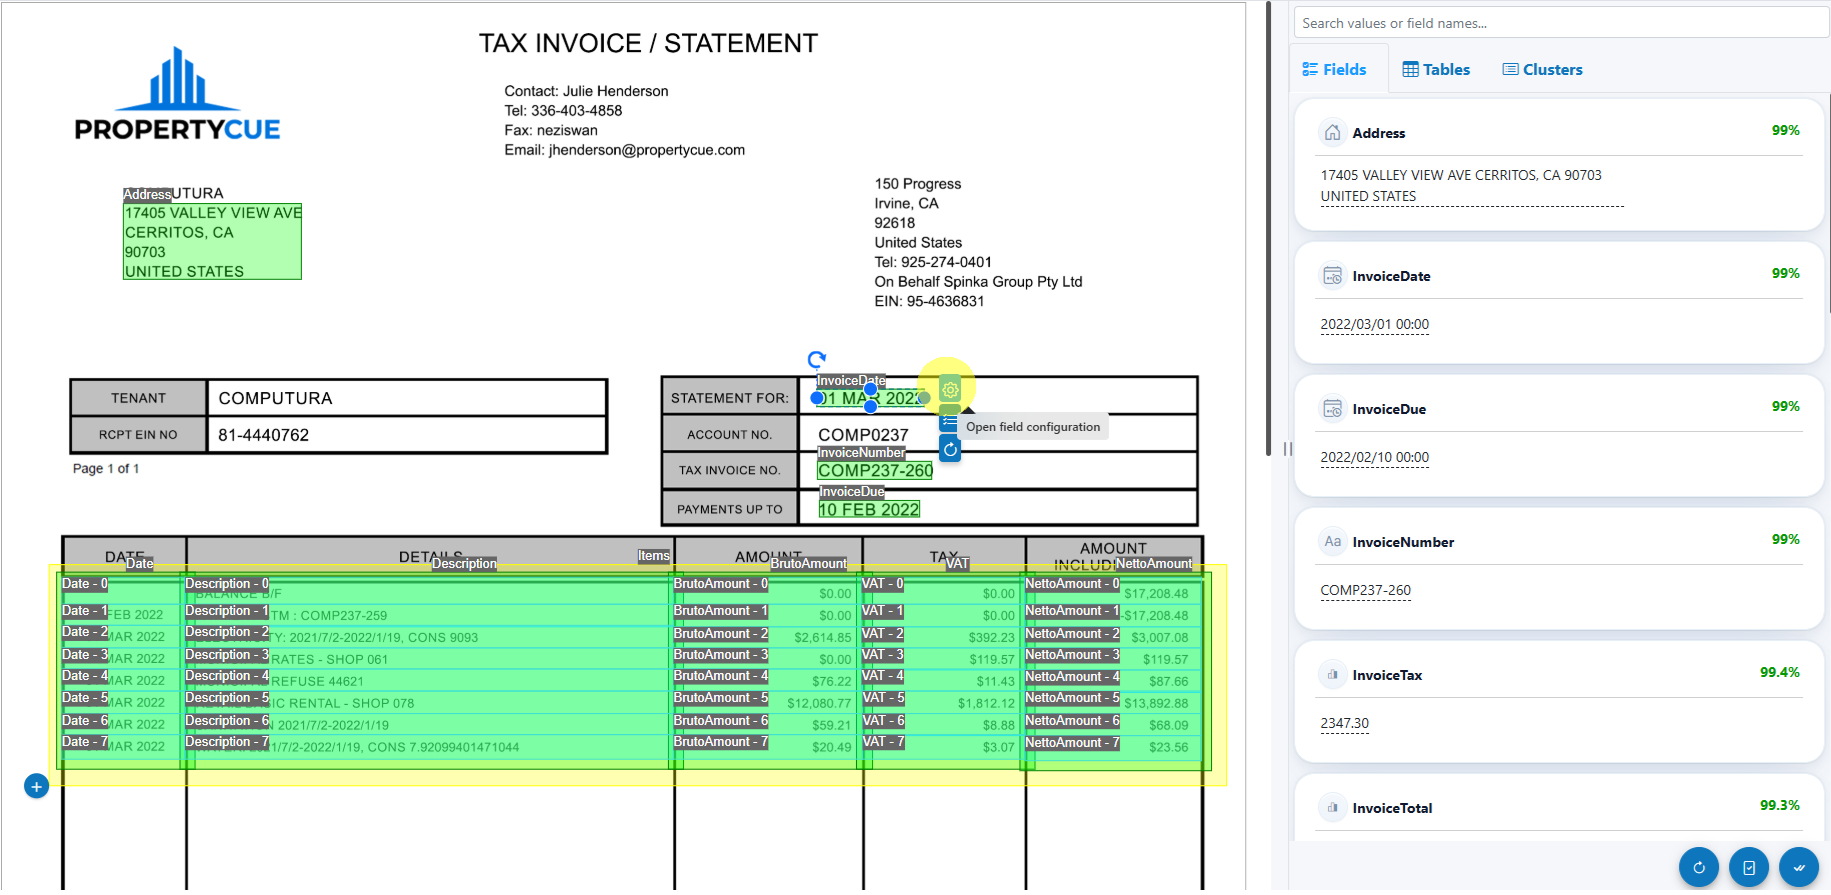 TAX INVOICE / STATEMENT
PROPERTYCUE
Contact: Julie Henderson
Tel: 336-403-4858
Fax: neziswan
Email: jhenderson@propertycue.com
Address UTURA
17405 VALLEY VIEW AVE
CERRITOS, CA
90703
UNITED STATES
150 Progress
Irvine, CA
92618
United States
Tel: 925-274-0401
On Behalf Spinka Group Pty Ltd
EIN: 95-4636831
TENANT COMPUTURA
RCPT EIN NO 81-4440762
Page 1 of 1
InvoiceDate
STATEMENT FOR: 01 MAR 2022
Open field configuration
ACCOUNT NO. COMP0237
InvoiceNumber
TAX INVOICE NO. COMP237-260
InvoiceDue
PAYMENTS UP TO 10 FEB 2022
DATE DETAILS Items AMOUNT TAX AMOUNT
Date Description BrutoAmount VAT NettoAmount
Date - 0 Description - 0 BrutoAmount - 0 $0.00 VAT - 0 $0.00 NettoAmount - 0 $17,208.48
Date - 1 FEB 2022 Description - 1 TM : COMP237-259 BrutoAmount - 1 $0.00 VAT - 1 $0.00 NettoAmount - 1 -$17,208.48
Date - 2 MAR 2022 Description - 2 Y: 2021/7/2-2022/1/19, CONS 9093 BrutoAmount - 2 $2,614.85 VAT - 2 $392.23 NettoAmount - 2 $3,007.08
Date - 3 MAR 2022 Description - 3 RATES - SHOP 061 BrutoAmount - 3 $0.00 VAT - 3 $119.57 NettoAmount - 3 $119.57
Date - 4 MAR 2022 Description - 4 REFUSE 44621 BrutoAmount - 4 $76.22 VAT - 4 $11.43 NettoAmount - 4 $87.66
Date - 5 MAR 2022 Description - 5 IC RENTAL - SHOP 078 BrutoAmount - 5 $12,080.77 VAT - 5 $1,812.12 NettoAmount - 5 $13,892.88
Date - 6 MAR 2022 Description - 6 2021/7/2-2022/1/19 BrutoAmount - 6 $59.21 VAT - 6 $8.88 NettoAmount - 6 $68.09
Date - 7 MAR 2022 Description - 7 1/7/2-2022/1/19, CONS 7.92099401471044 BrutoAmount - 7 $20.49 VAT - 7 $3.07 NettoAmount - 7 $23.56
Search values or field names...
Fields Tables Clusters
Address 99%
17405 VALLEY VIEW AVE CERRITOS, CA 90703
UNITED STATES
InvoiceDate 99%
2022/03/01 00:00
InvoiceDue 99%
2022/02/10 00:00
Aa InvoiceNumber 99%
COMP237-260
InvoiceTax 99.4%
2347.30
InvoiceTotal 99.3%